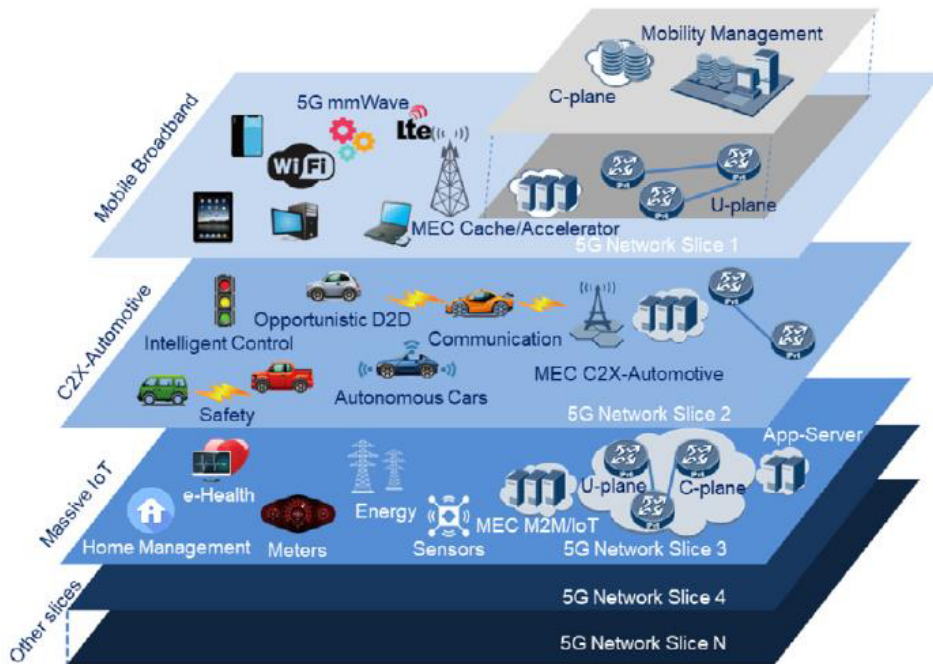 Mobility Management
C-plane
Mobile Broadband
5G mmWave
Lte
WiFi
U-plane
MEC Cache/Accelerator
5G Network Slice 1
C2X-Automotive
Opportunistic D2D
Intelligent Control
Communication
MEC C2X-Automotive
Autonomous Cars
Safety
5G Network Slice 2
Massive IoT
App-Server
e-Health
U-plane
C-plane
Energy
MEC M2M/IoT
Home Management
Meters
Sensors
5G Network Slice 3
Other slices
5G Network Slice 4
5G Network Slice N